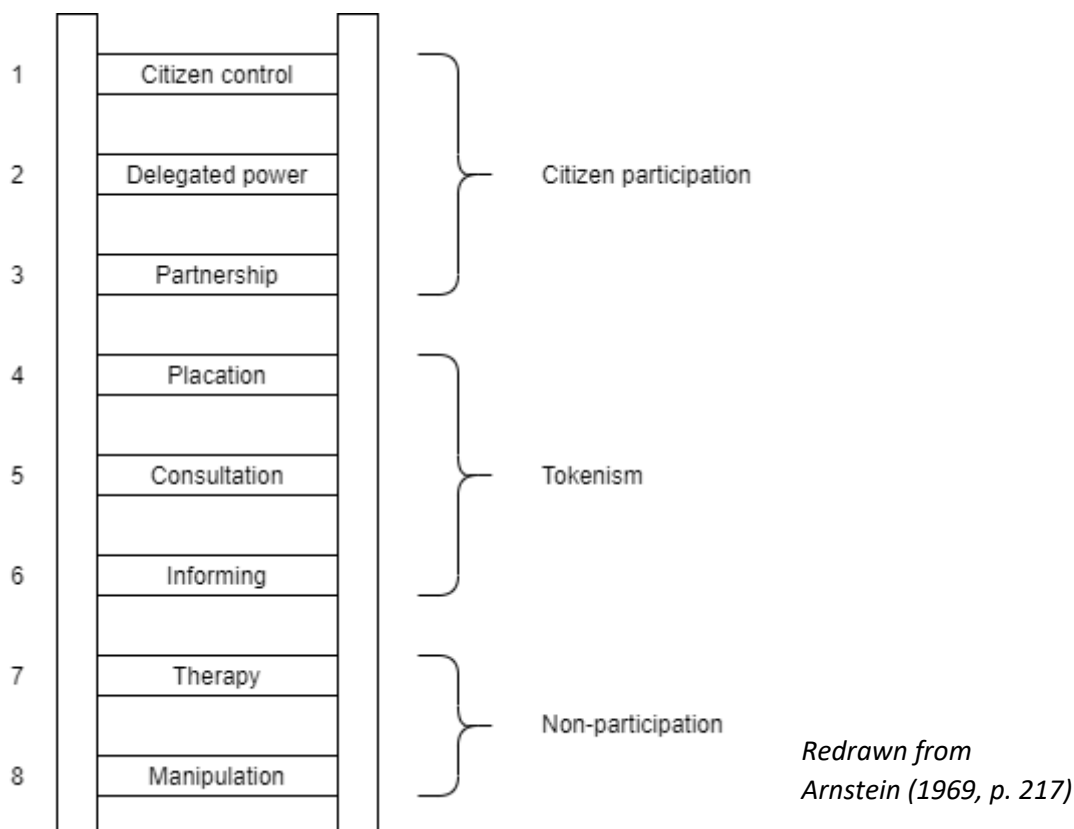 1 Citizen control
2 Delegated power Citizen participation
3 Partnership
4 Placation
5 Consultation Tokenism
6 Informing
7 Therapy
Non-participation
8 Manipulation
Redrawn from
Arnstein (1969, p. 217)